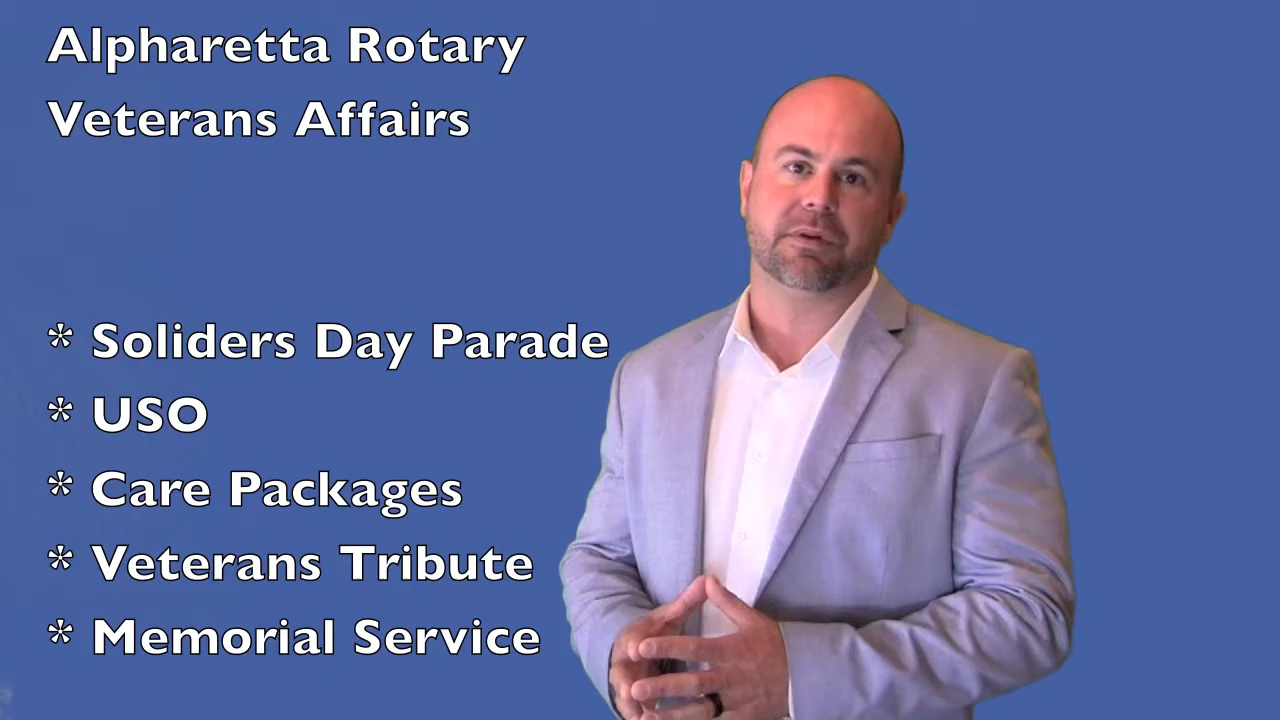 Alpharetta Rotary
Veterans Affairs
* Soliders Day Parade
* USO
* Care Packages
* Veterans Tribute
* Memorial Service